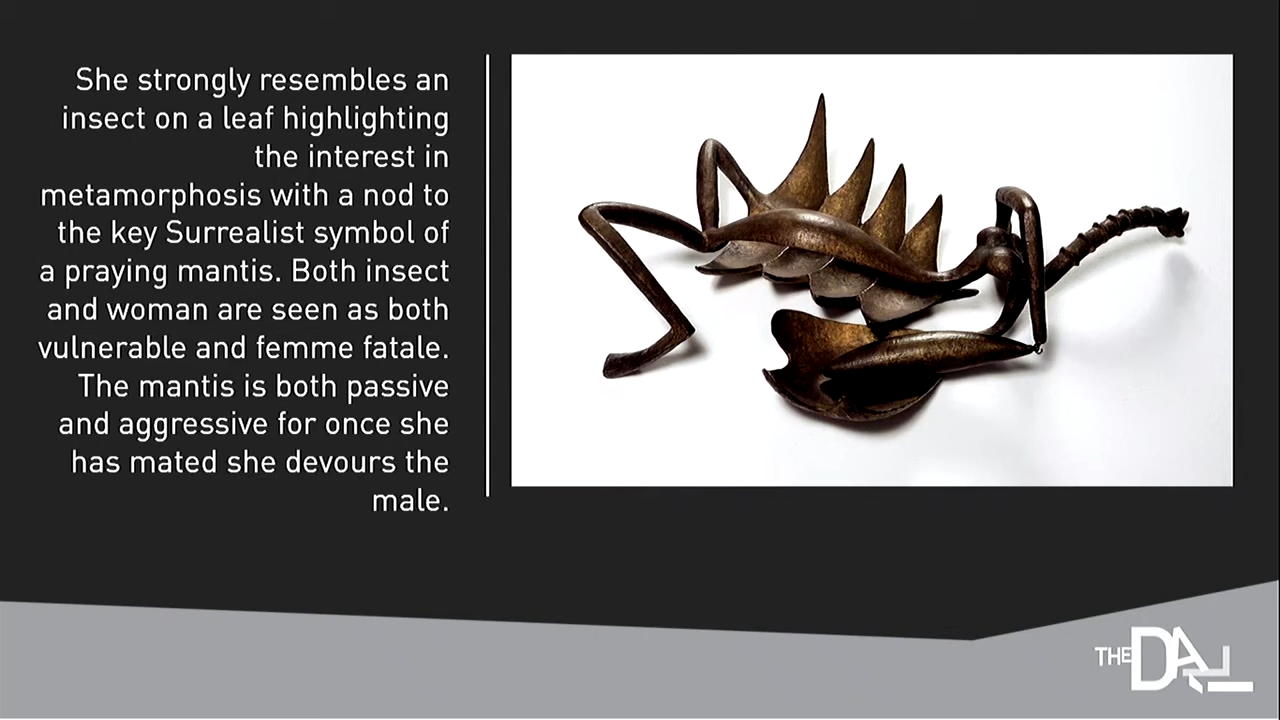 She strongly resembles an
insect on a leaf highlighting
the interest in
metamorphosis with a nod to
the key Surrealist symbol of
a praying mantis. Both insect
and woman are seen as both
vulnerable and femme fatale.
The mantis is both passive
and aggressive for once she
has mated she devours the
male.
THE DALI